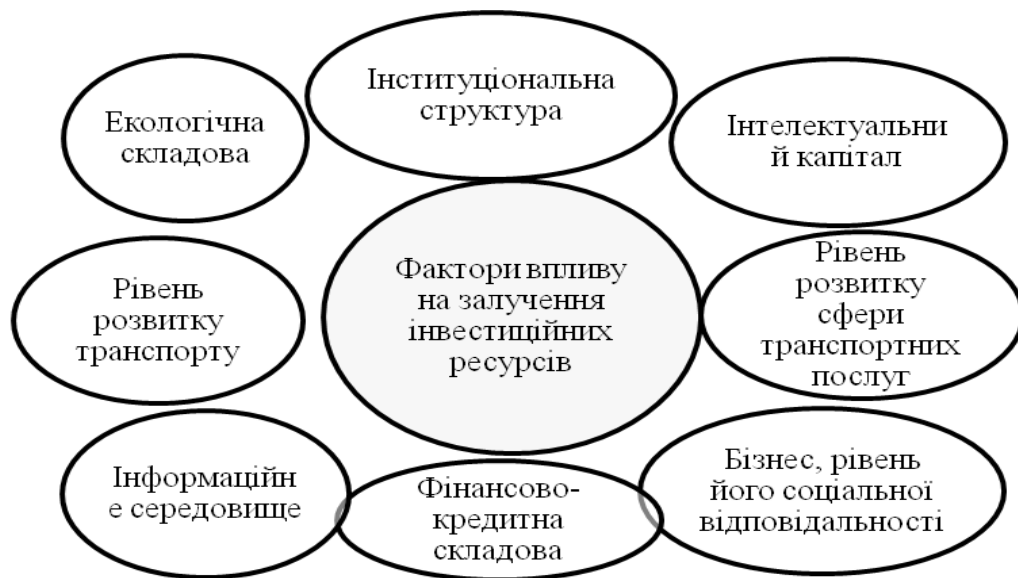 Інституціональна
структура
Екологічна
складова
Інтелектуальни
й капітал
Фактори впливу
на залучення
інвестиційних
ресурсів
Рівень
розвитку
транспорту
Рівень
розвитку
сфери
транспортних
послуг
Інформаційн
е середовище
Фінансово-
кредитна
складова
Бізнес, рівень
його соціальної
відповідальності